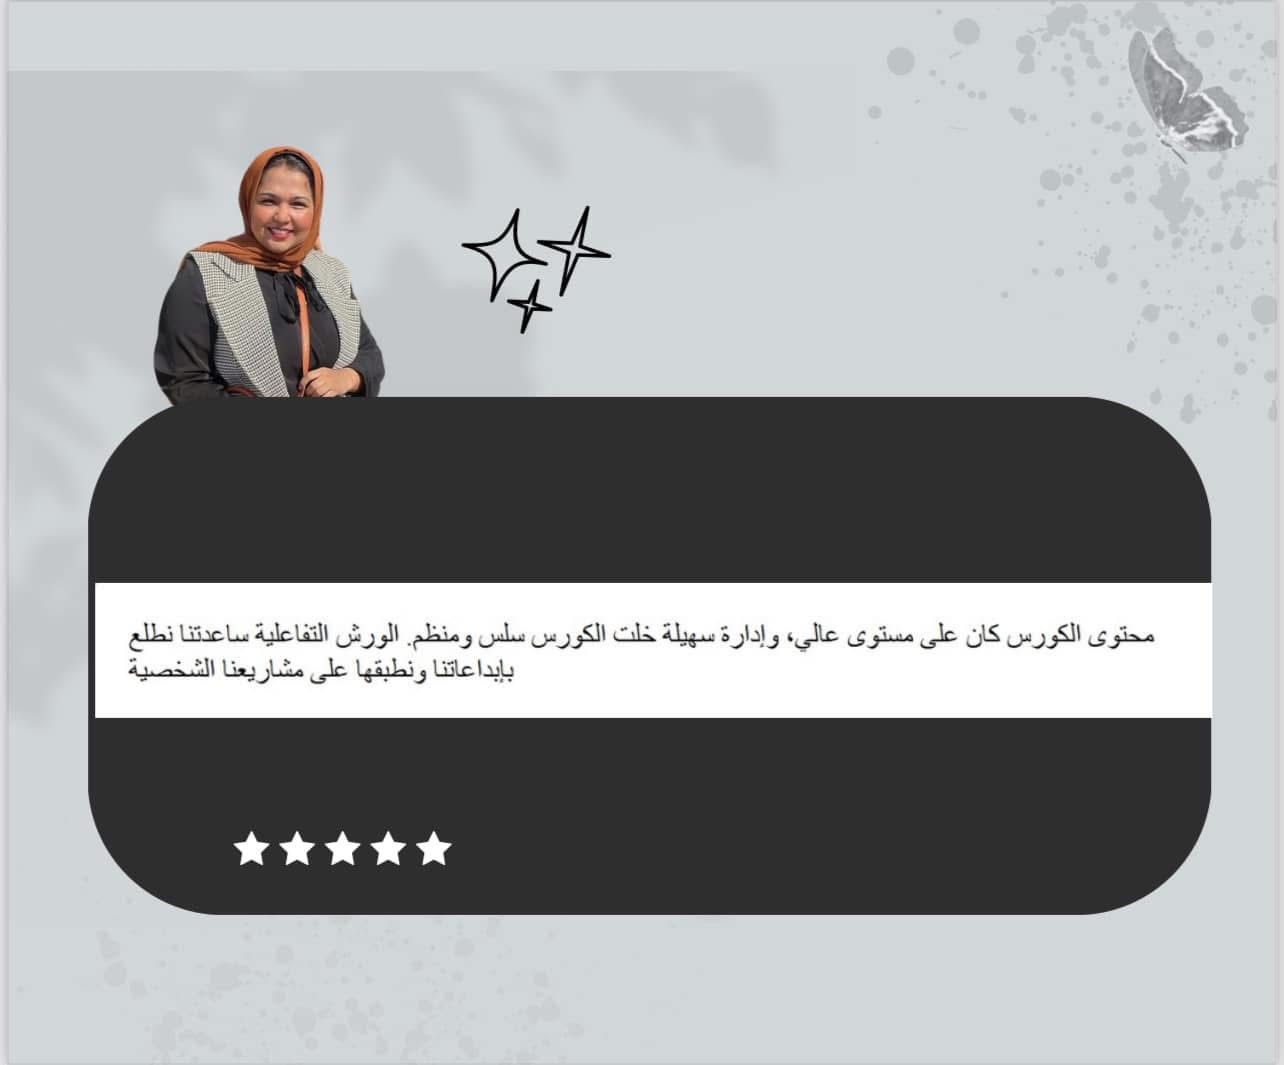 محتوى الكورس كان على مستوى عالي، وإدارة سهيلة خلت الكورس سلس ومنظم. الورش التفاعلية ساعدتنا نطلع
بإبداعاتنا ونطبقها على مشاريعنا الشخصية